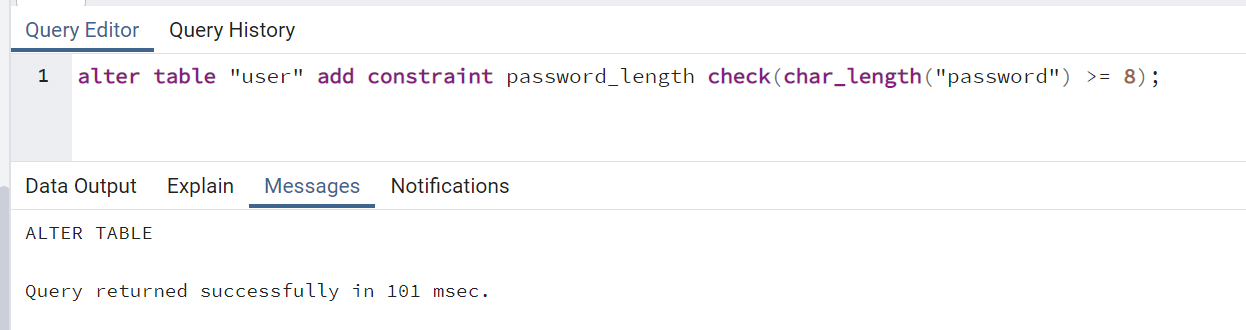 Query Editor Query History
1 alter table "user" add constraint password_length check(char_length("password") >= 8);
Data Output Explain Messages Notifications
ALTER TABLE
Query returned successfully in 101 msec.